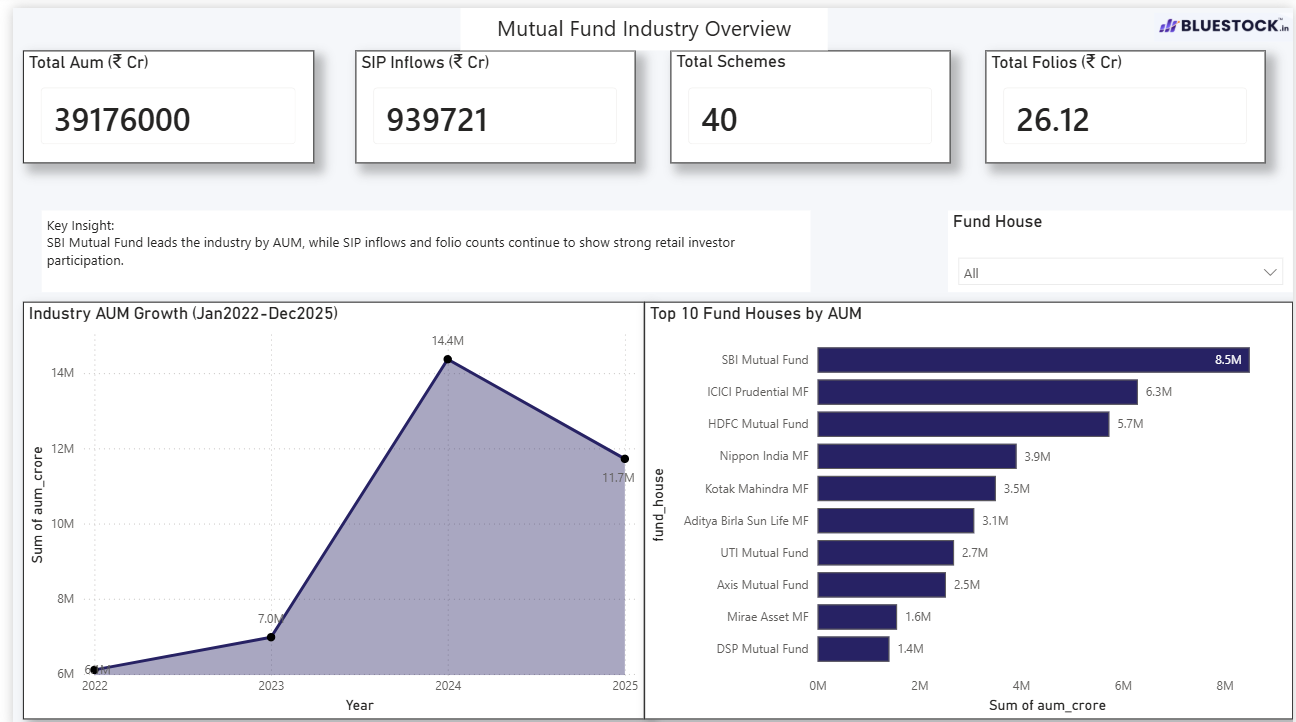 Mutual Fund Industry Overview
BLUESTOCK.in
Total Aum (₹ Cr)
SIP Inflows (₹ Cr)
Total Schemes
Total Folios (₹ Cr)
39176000
939721
40
26.12
Key Insight:
SBI Mutual Fund leads the industry by AUM, while SIP inflows and folio counts continue to show strong retail investor
participation.
Fund House
All
Industry AUM Growth (Jan2022-Dec2025)
14.4M
14M
12M
11.7M
10M
8M
7.0M
6M
2022
2023
2024
2025
Sum of aum_crore
Year
Top 10 Fund Houses by AUM
SBI Mutual Fund 8.5M
ICICI Prudential MF 6.3M
HDFC Mutual Fund 5.7M
Nippon India MF 3.9M
Kotak Mahindra MF 3.5M
Aditya Birla Sun Life MF 3.1M
UTI Mutual Fund 2.7M
Axis Mutual Fund 2.5M
Mirae Asset MF 1.6M
DSP Mutual Fund 1.4M
fund_house
0M 2M 4M 6M 8M
Sum of aum_crore